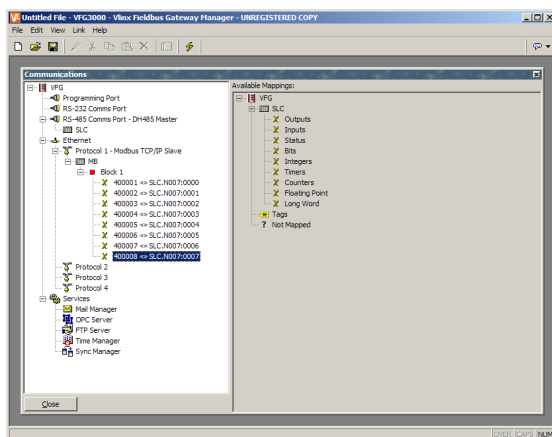 Untitled File - VFG3000 - Vlinx Fieldbus Gateway Manager - UNREGISTERED COPY
File Edit View Link Help
Communications
VFG
Programming Port
RS-232 Comms Port
RS-485 Comms Port - DH485 Master
SLC
Ethernet
Protocol 1 - Modbus TCP/IP Slave
MB
Block 1
400001 <=> SLC.N007:0000
400002 <=> SLC.N007:0001
400003 <=> SLC.N007:0002
400004 <=> SLC.N007:0003
400005 <=> SLC.N007:0004
400006 <=> SLC.N007:0005
400007 <=> SLC.N007:0006
400008 <=> SLC.N007:0007
Protocol 2
Protocol 3
Protocol 4
Services
Mail Manager
OPC Server
FTP Server
Time Manager
Sync Manager
Close
Available Mappings:
VFG
SLC
Outputs
Inputs
Status
Bits
Integers
Timers
Counters
Floating Point
Long Word
Tags
? Not Mapped
OVER CAPS NUM